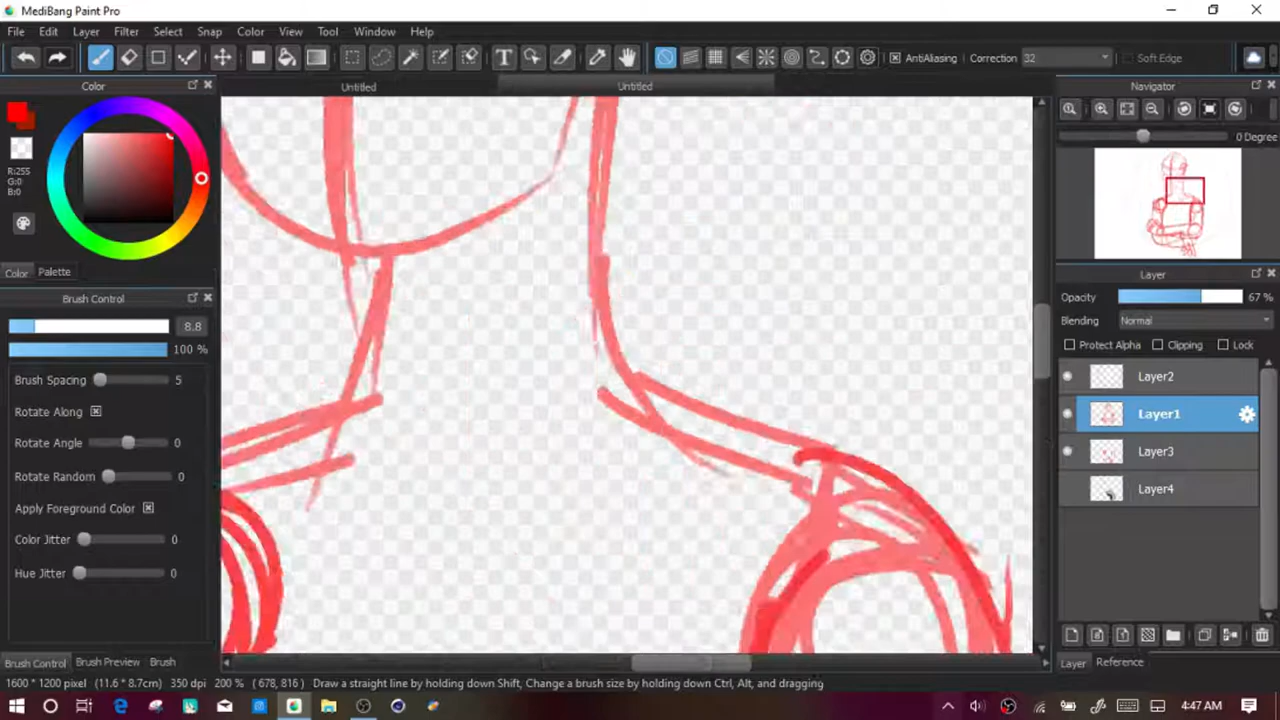 MediBang Paint Pro
File Edit Layer Filter Select Snap Color View Tool Window Help
T AntiAliasing Correction 32 Soft Edge
Color Untitled Untitled Navigator
0 Degree
R:255
G:0
B:0
Color Palette
Layer
Brush Control
Opacity 67 %
8.8
Blending Normal
100 %
Protect Alpha Clipping Lock
Brush Spacing 5
Layer2
Rotate Along
Layer1
Rotate Angle 0
Layer3
Rotate Random 0
Layer4
Apply Foreground Color
Color Jitter 0
Hue Jitter 0
Brush Control Brush Preview Brush
Layer Reference
1600 * 1200 pixel (11.6 * 8.7cm) 350 dpi 200 % ( 678, 816 ) Draw a straight line by holding down Shift, Change a brush size by holding down Ctrl, Alt, and dragging
4:47 AM